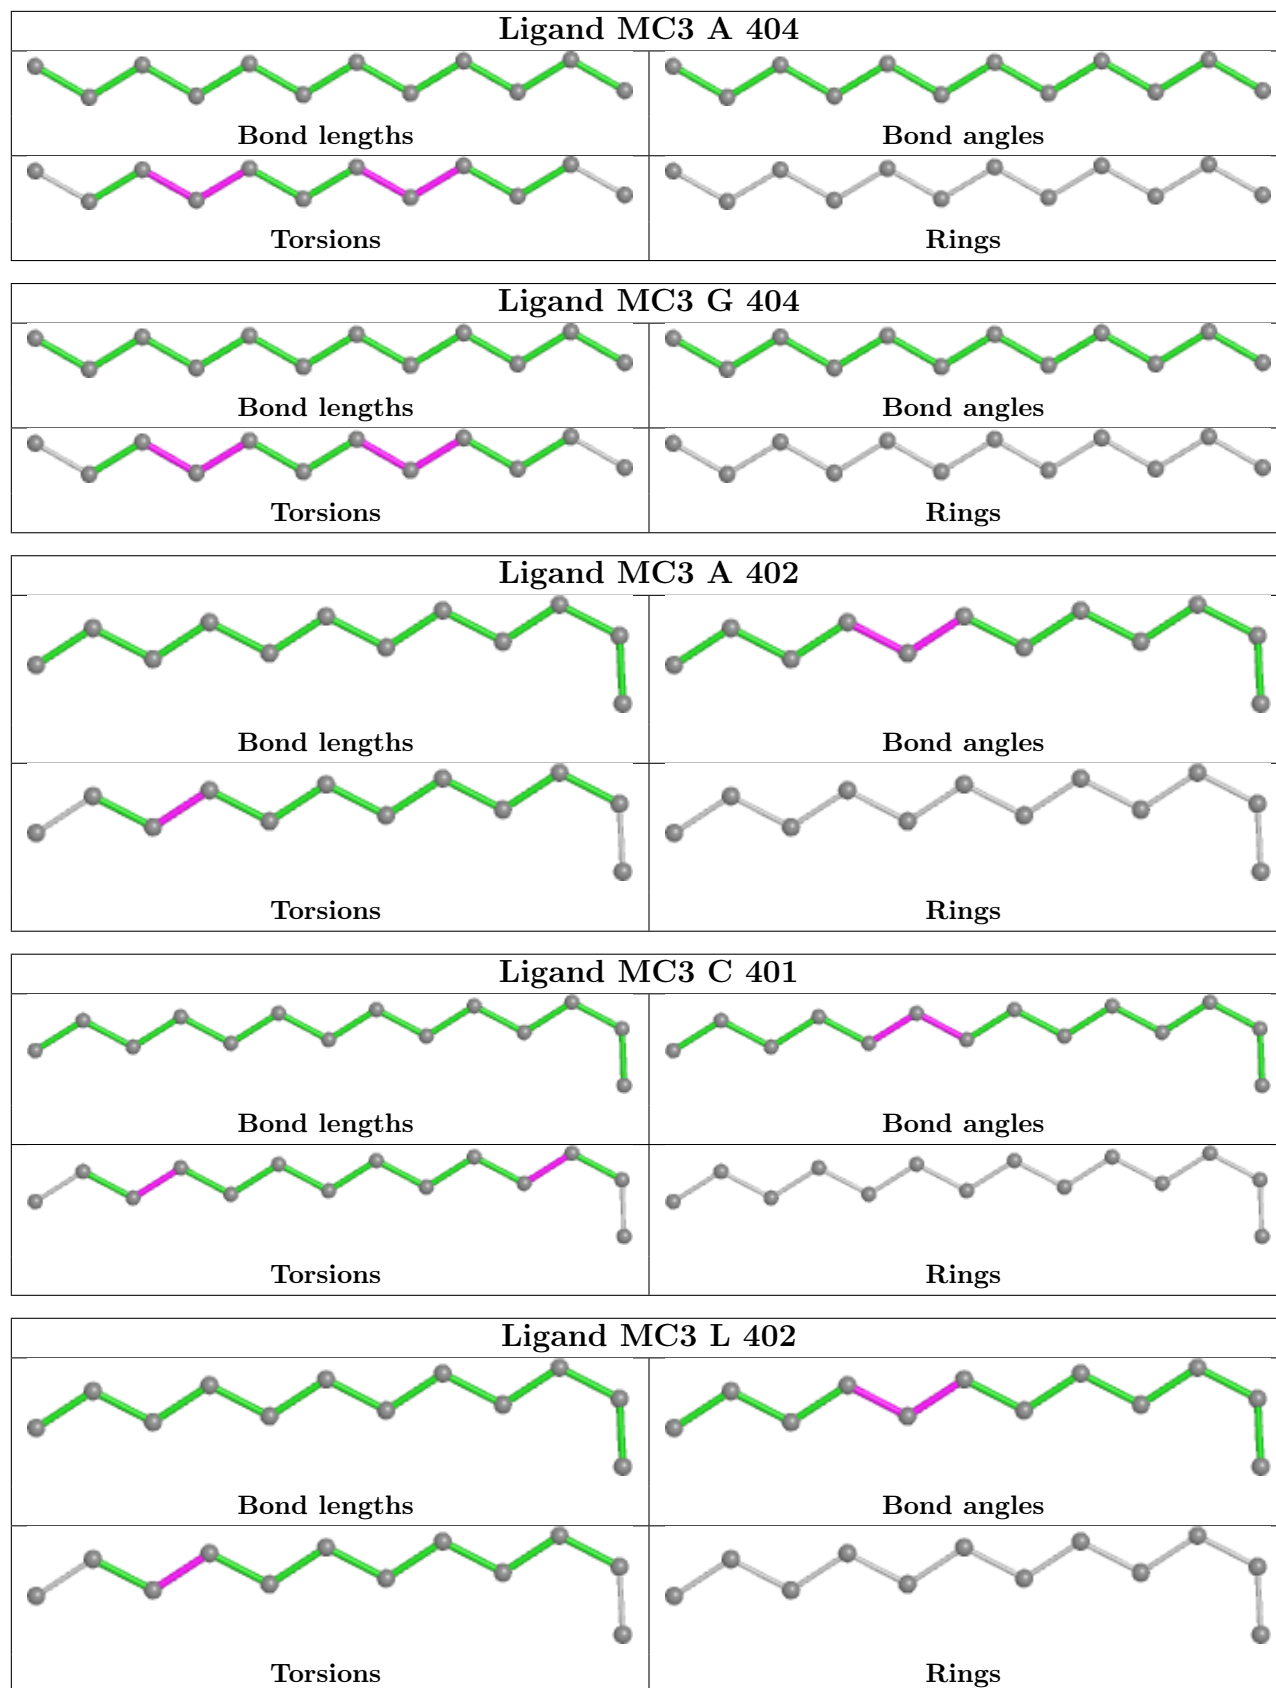 Ligand MC3 A 404
Bond lengths
Bond angles
Torsions
Rings
Ligand MC3 G 404
Bond lengths
Bond angles
Torsions
Rings
Ligand MC3 A 402
Bond lengths
Bond angles
Torsions
Rings
Ligand MC3 C 401
Bond lengths
Bond angles
Torsions
Rings
Ligand MC3 L 402
Bond lengths
Bond angles
Torsions
Rings